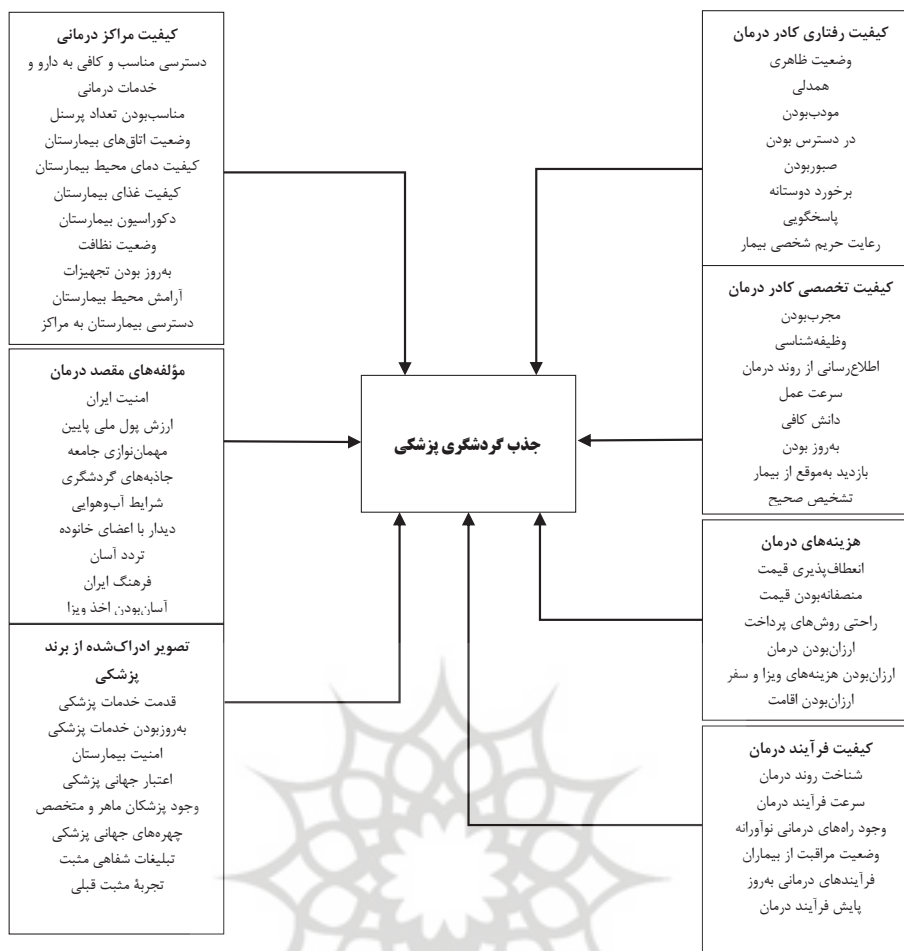 کیفیت رفتاری کادر درمان
وضعیت ظاهری
همدلی
مودب‌بودن
در دسترس بودن
صبوربودن
برخورد دوستانه
پاسخگویی
رعایت حریم شخصی بیمار
کیفیت تخصصی کادر درمان
مجرب‌بودن
وظیفه‌شناسی
اطلاع‌رسانی از روند درمان
سرعت عمل
دانش کافی
به‌روز بودن
بازدید به‌موقع از بیمار
تشخیص صحیح
هزینه‌های درمان
انعطاف‌پذیری قیمت
منصفانه‌بودن قیمت
راحتی روش‌های پرداخت
ارزان‌بودن درمان
ارزان‌بودن هزینه‌های ویزا و سفر
ارزان‌بودن اقامت
کیفیت فرآیند درمان
شناخت روند درمان
سرعت فرآیند درمان
وجود راه‌های درمانی نوآورانه
وضعیت مراقبت از بیماران
فرآیندهای درمانی به‌روز
پایش فرآیند درمان
جذب گردشگری پزشکی
کیفیت مراکز درمانی
دسترسی مناسب و کافی به دارو و
خدمات درمانی
مناسب‌بودن تعداد پرسنل
وضعیت اتاق‌های بیمارستان
کیفیت دمای محیط بیمارستان
کیفیت غذای بیمارستان
دکوراسیون بیمارستان
وضعیت نظافت
به‌روز بودن تجهیزات
آرامش محیط بیمارستان
دسترسی بیمارستان به مراکز
مؤلفه‌های مقصد درمان
امنیت ایران
ارزش پول ملی پایین
مهمان‌نوازی جامعه
جاذبه‌های گردشگری
شرایط آب‌وهوایی
دیدار با اعضای خانوده
تردد آسان
فرهنگ ایران
آسان‌بودن اخذ ویزا
تصویر ادراک‌شده از برند
پزشکی
قدمت خدمات پزشکی
به‌روزبودن خدمات پزشکی
امنیت بیمارستان
اعتبار جهانی پزشکی
وجود پزشکان ماهر و متخصص
چهره‌های جهانی پزشکی
تبلیغات شفاهی مثبت
تجربهٔ مثبت قبلی